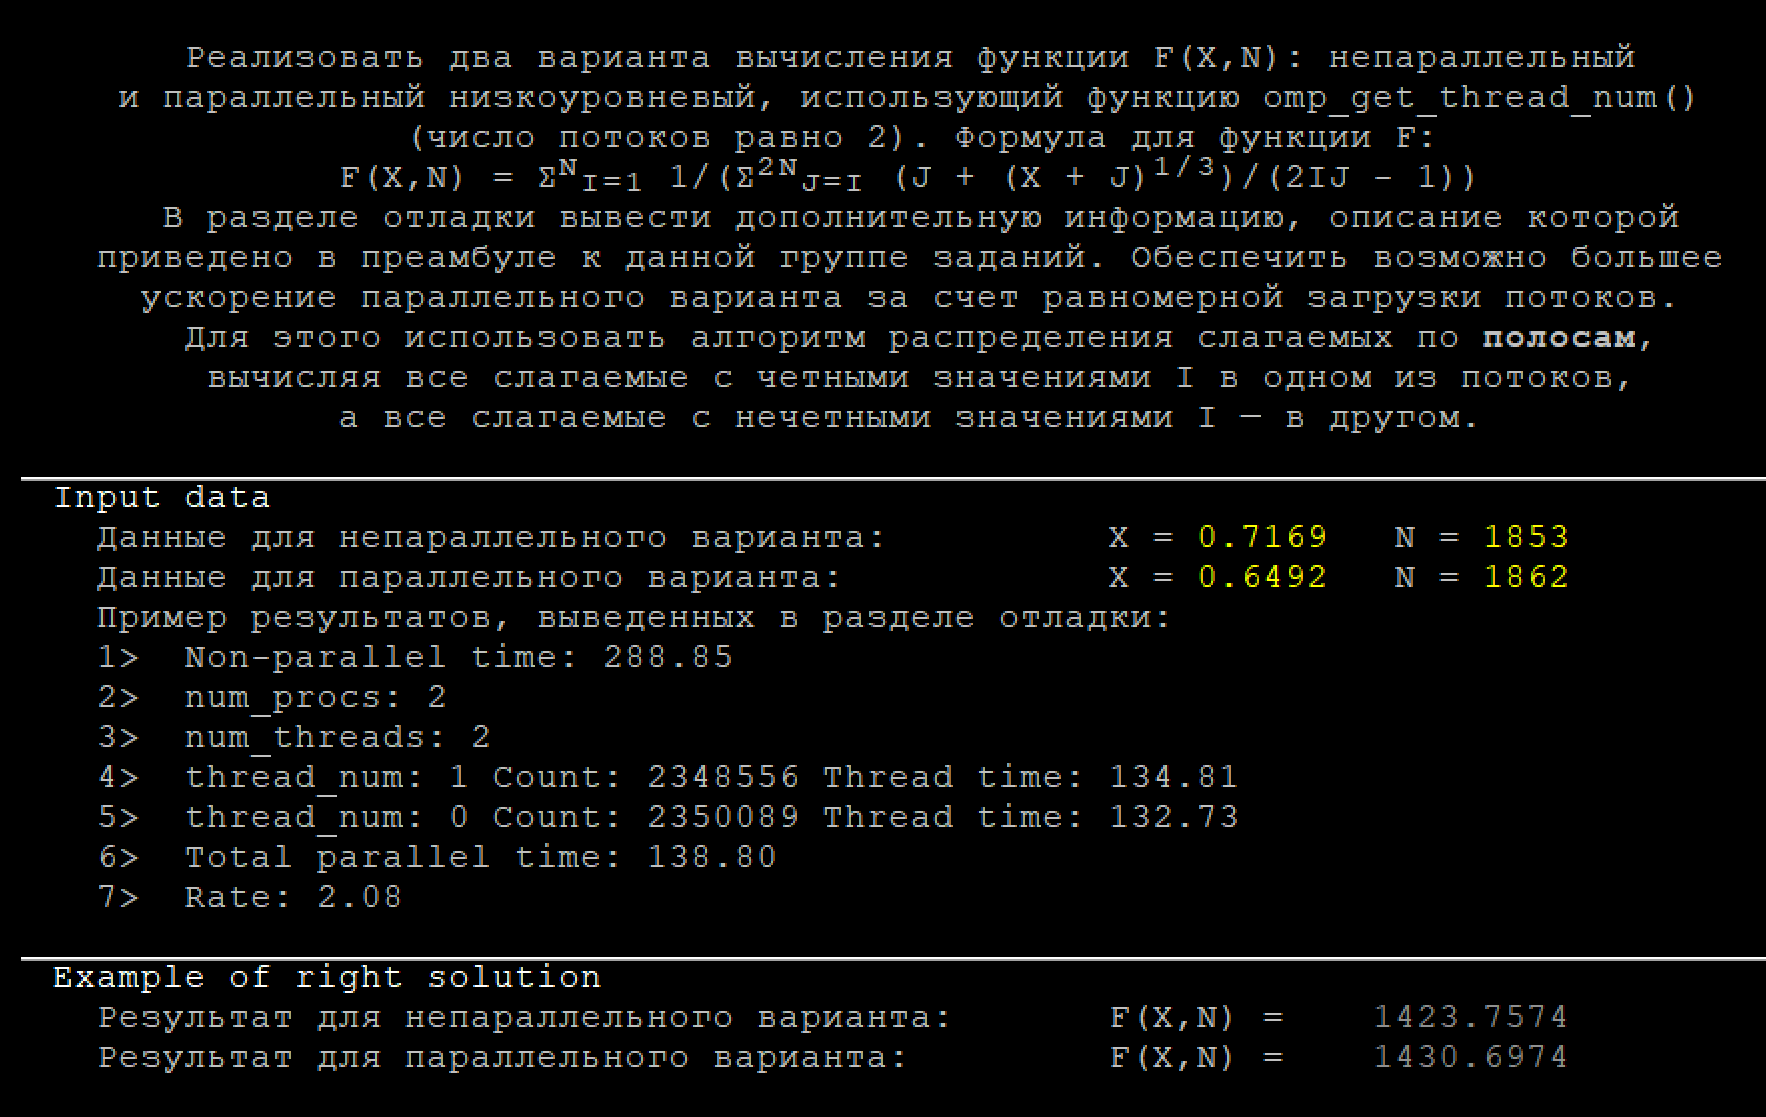 Реализовать два варианта вычисления функции F(X,N): непараллельный
и параллельный низкоуровневый, использующий функцию omp_get_thread_num()
(число потоков равно 2). Формула для функции F:
F(X,N) = Σ^N_I=1 1/(Σ^2N_J=I (J + (X + J)^1/3)/(2IJ - 1))
В разделе отладки вывести дополнительную информацию, описание которой
приведено в преамбуле к данной группе заданий. Обеспечить возможно большее
ускорение параллельного варианта за счет равномерной загрузки потоков.
Для этого использовать алгоритм распределения слагаемых по полосам,
вычисляя все слагаемые с четными значениями I в одном из потоков,
а все слагаемые с нечетными значениями I — в другом.
Input data
Данные для непараллельного варианта: X = 0.7169 N = 1853
Данные для параллельного варианта: X = 0.6492 N = 1862
Пример результатов, выведенных в разделе отладки:
1> Non-parallel time: 288.85
2> num_procs: 2
3> num_threads: 2
4> thread_num: 1 Count: 2348556 Thread time: 134.81
5> thread_num: 0 Count: 2350089 Thread time: 132.73
6> Total parallel time: 138.80
7> Rate: 2.08
Example of right solution
Результат для непараллельного варианта: F(X,N) = 1423.7574
Результат для параллельного варианта: F(X,N) = 1430.6974